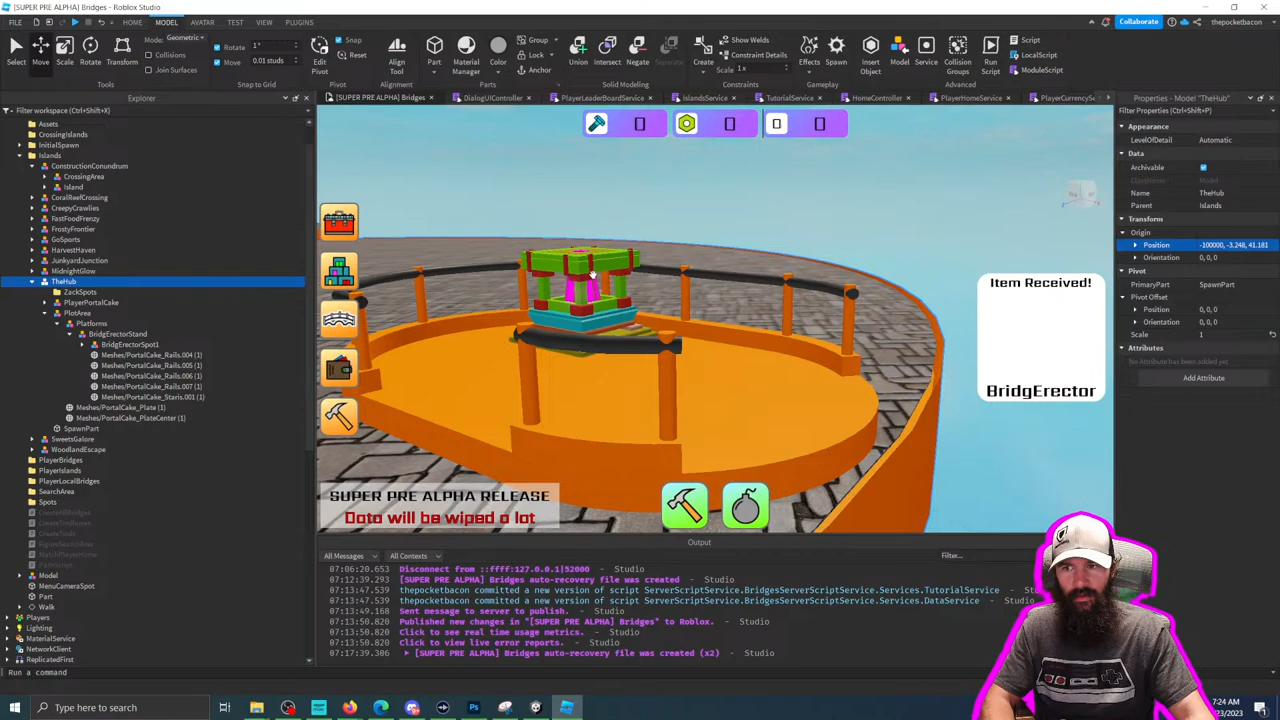 [SUPER PRE ALPHA] Bridges - Roblox Studio
FILE
HOME
MODEL
AVATAR
TEST
VIEW
PLUGINS
Collaborate
thepocketbacon
Select
Move
Scale
Rotate
Transform
Mode: Geometric
Collisions
Join Surfaces
Tools
Rotate 1°
Move 0.01 studs
Snap to Grid
Edit Pivot
Snap
Reset
Pivot
Align Tool
Alignment
Part
Material Manager
Color
Group
Lock
Anchor
Parts
Union
Intersect
Negate
Separate
Solid Modeling
Create
Show Welds
Constraint Details
Scale 1 x
Constraints
Effects
Spawn
Gameplay
Insert Object
Model
Service
Collision Groups
Run Script
Advanced
Script
LocalScript
ModuleScript
Explorer
[SUPER PRE ALPHA] Bridges
DialogUIController
PlayerLeaderBoardService
IslandsService
TutorialService
HomeController
PlayerHomeService
PlayerCurrencySe
Properties - Model "TheHub"
Filter workspace (Ctrl+Shift+X)
Assets
CrossingIslands
InitialSpawn
Islands
ConstructionConundrum
CrossingArea
Island
CoralReefCrossing
CreepyCrawlies
FastFoodFrenzy
FrostyFrontier
GoSports
HarvestHaven
JunkyardJunction
MidnightGlow
TheHub
ZackSpots
PlayerPortalCake
PlotArea
Platforms
BridgErectorStand
BridgErectorSpot1
Meshes/PortalCake_Rails.004 (1)
Meshes/PortalCake_Rails.005 (1)
Meshes/PortalCake_Rails.006 (1)
Meshes/PortalCake_Rails.007 (1)
Meshes/PortalCake_Staris.001 (1)
Meshes/PortalCake_Plate (1)
Meshes/PortalCake_PlateCenter (1)
SpawnPart
SweetsGalore
WoodlandEscape
PlayerBridges
PlayerIslands
PlayerLocalBridges
SearchArea
Spots
Model
MenuCameraSpot
Part
Walk
Players
Lighting
MaterialService
NetworkClient
ReplicatedFirst
Run a command
Item Received!
BridgErector
SUPER PRE ALPHA RELEASE
Data will be wiped a lot
Filter Properties (Ctrl+Shift+P)
Appearance
LevelOfDetail Automatic
Data
Archivable
ClassName Model
Name TheHub
Parent Islands
Transform
Origin
Position -100000, -3.248, 41.181
Orientation 0, 0, 0
Pivot
PrimaryPart SpawnPart
Pivot Offset
Position 0, 0, 0
Orientation 0, 0, 0
Scale 1
Attributes
No Attribute has been added yet
Add Attribute
Output
All Messages
All Contexts
Filter...
07:06:20.653 Disconnect from ::ffff:127.0.0.1|52000 - Studio
07:12:39.293 [SUPER PRE ALPHA] Bridges auto-recovery file was created - Studio
07:13:47.539 thepocketbacon committed a new version of script ServerScriptService.BridgesServerScriptService.Services.TutorialService
07:13:47.539 thepocketbacon committed a new version of script ServerScriptService.BridgesServerScriptService.Services.DataService
07:13:48.168 Sent message to server to publish. - Studio
07:13:50.820 Published new changes in "[SUPER PRE ALPHA] Bridges" to Roblox.
07:13:50.820 Click to see real time usage metrics. - Studio
07:13:50.820 Click to view live error reports. - Studio
07:17:39.306 [SUPER PRE ALPHA] Bridges auto-recovery file was created (x2) - Studio
Type here to search
7:24 AM